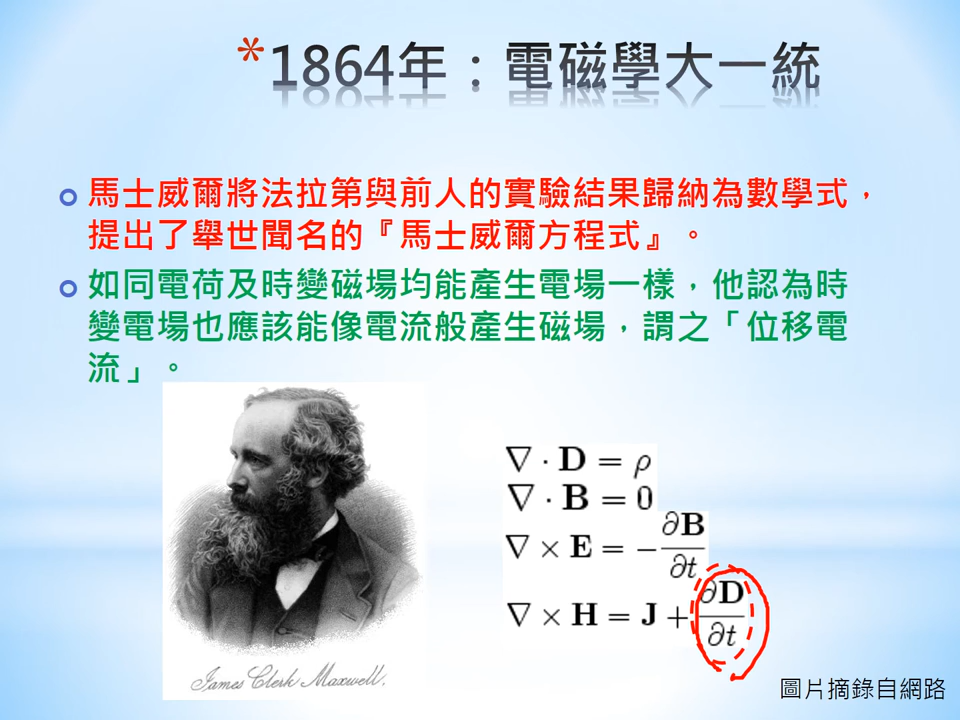 *1864年：電磁學大一統
馬士威爾將法拉第與前人的實驗結果歸納為數學式，
提出了舉世聞名的『馬士威爾方程式』。
如同電荷及時變磁場均能產生電場一樣，他認為時
變電場也應該能像電流般產生磁場，謂之「位移電
流」。
∇ · D = ρ
∇ · B = 0
∇ × E = −∂B/∂t
∇ × H = J + ∂D/∂t
James Clerk Maxwell.
圖片摘錄自網路